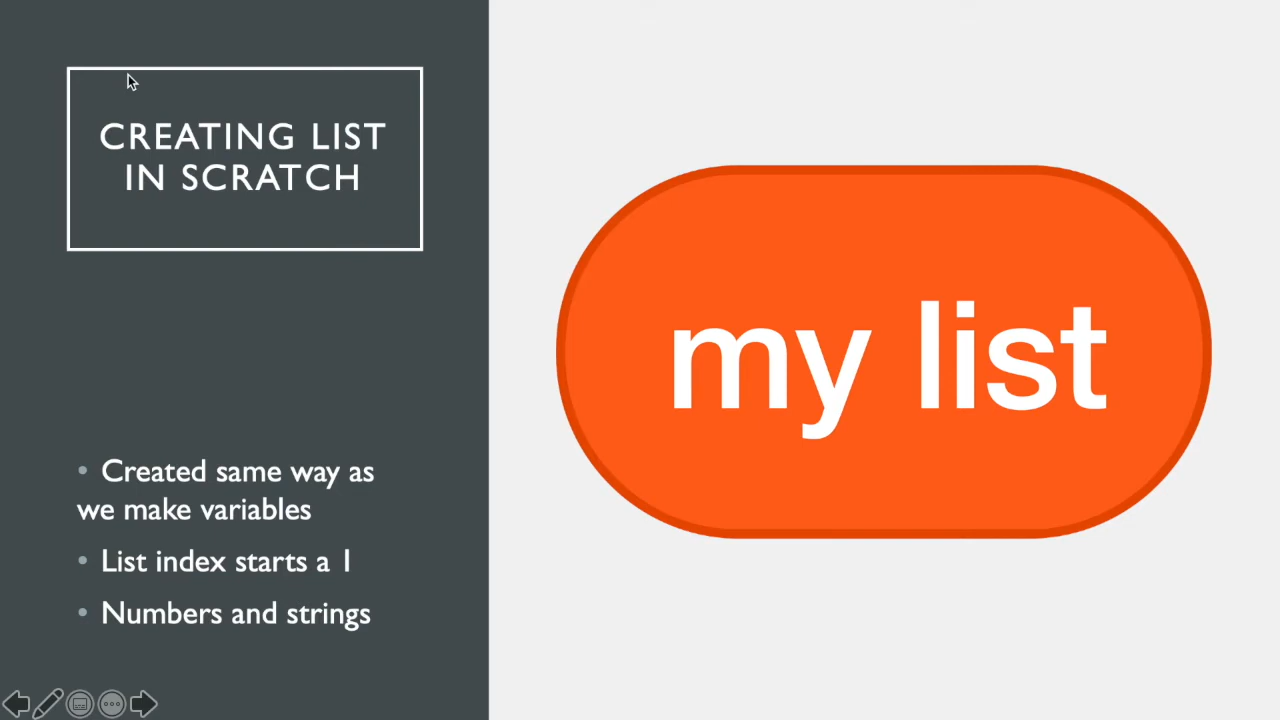 CREATING LIST
IN SCRATCH
• Created same way as
we make variables
• List index starts a 1
• Numbers and strings
my list